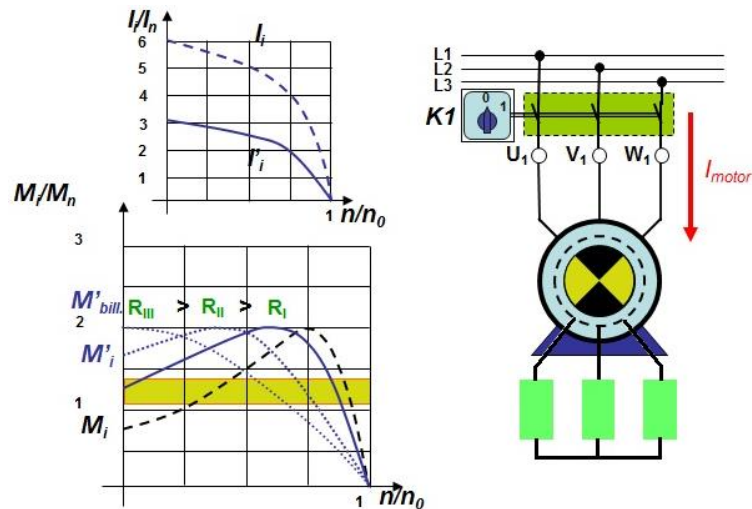 Ii/In
6
Ii
5
4
3
I'i
2
1
1 n/n0
Mi/Mn
3
M'bill. RIII > RII > RI
2
M'i
1
Mi
1 n/n0
L1
L2
L3
K1
0
1
U1 V1 W1
Imotor